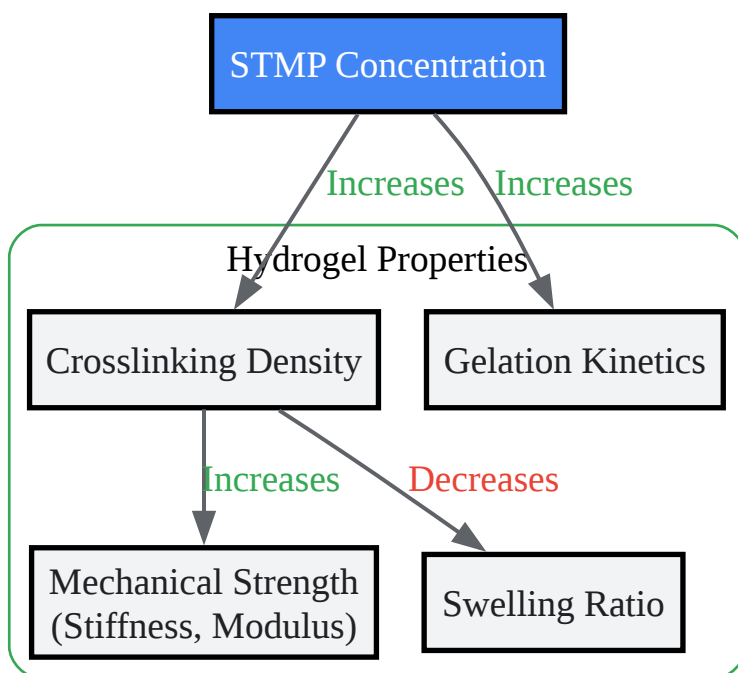 STMP Concentration
Increases Increases
Hydrogel Properties
Crosslinking Density Gelation Kinetics
Increases Decreases
Mechanical Strength
(Stiffness, Modulus)
Swelling Ratio